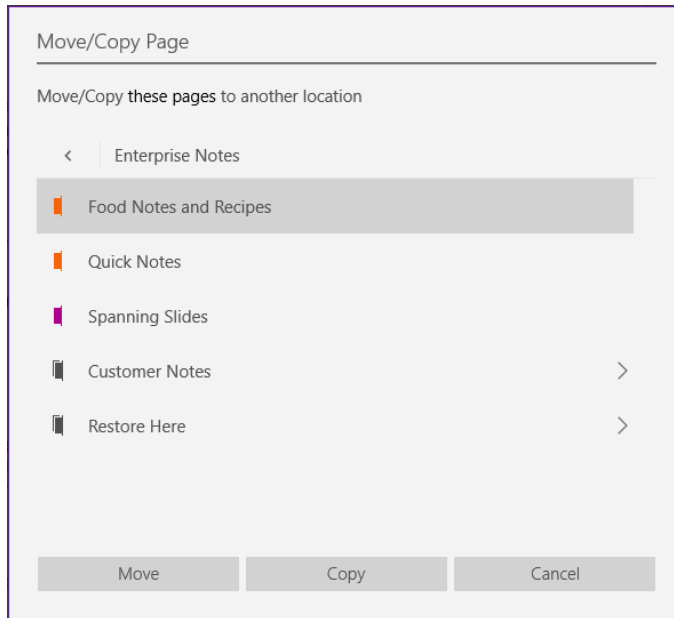 Move/Copy Page
Move/Copy these pages to another location
Enterprise Notes
Food Notes and Recipes
Quick Notes
Spanning Slides
Customer Notes
Restore Here
Move Copy Cancel